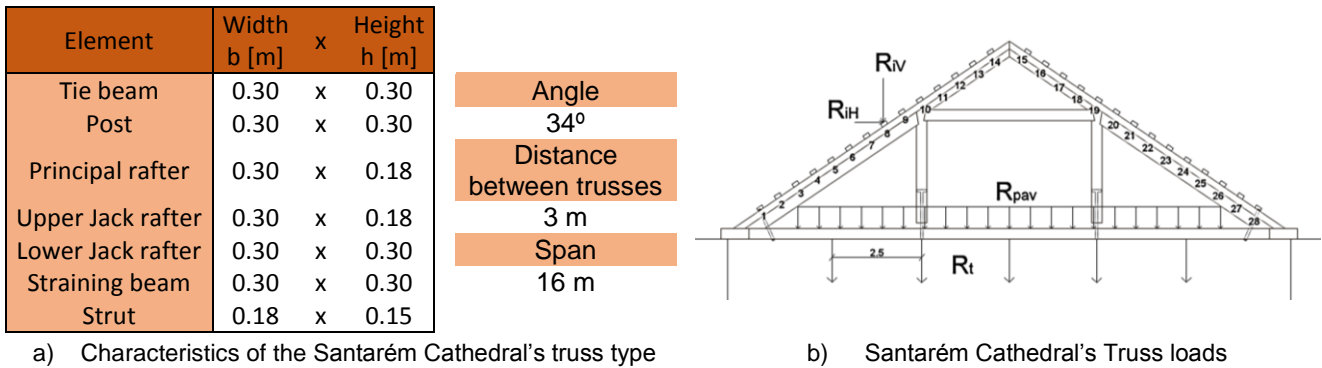 Element Width b [m] x Height h [m]
Tie beam 0.30 x 0.30
Post 0.30 x 0.30
Principal rafter 0.30 x 0.18
Upper Jack rafter 0.30 x 0.18
Lower Jack rafter 0.30 x 0.30
Straining beam 0.30 x 0.30
Strut 0.18 x 0.15
Angle
34º
Distance
between trusses
3 m
Span
16 m
RiV
RiH
1 2 3 4 5 6 7 8 9 10 11 12 13 14 15 16 17 18 19 20 21 22 23 24 25 26 27 28
Rpav
2.5
Rt
a) Characteristics of the Santarém Cathedral's truss type
b) Santarém Cathedral's Truss loads